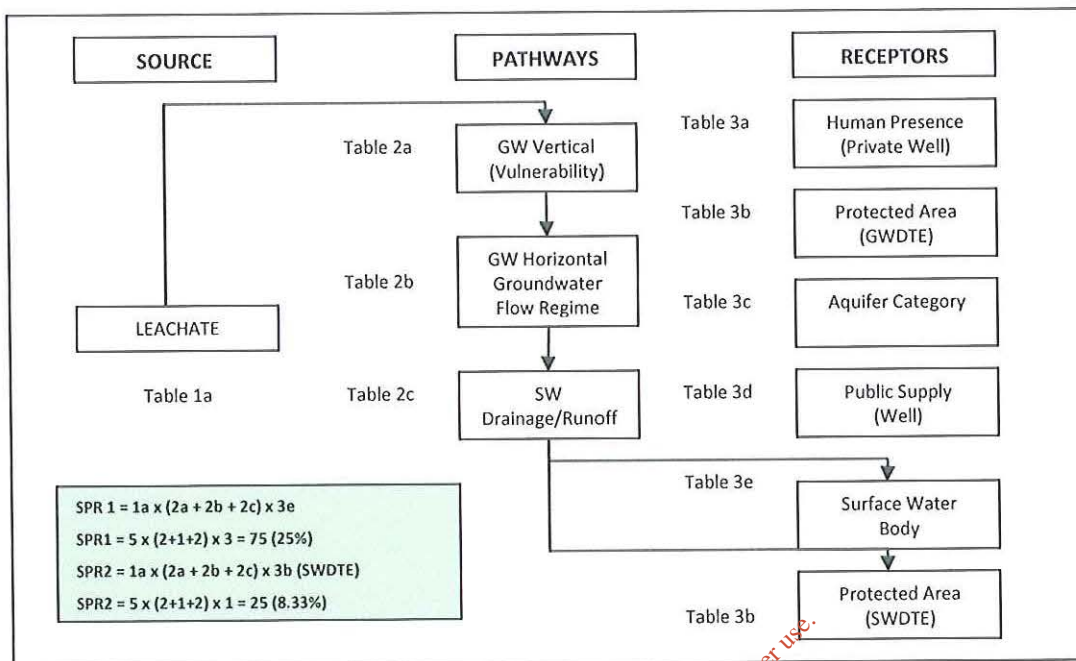 SOURCE
PATHWAYS
RECEPTORS
Table 2a
GW Vertical
(Vulnerability)
Table 3a
Human Presence
(Private Well)
Table 3b
Protected Area
(GWDTE)
Table 2b
GW Horizontal
Groundwater
Flow Regime
Table 3c
Aquifer Category
LEACHATE
Table 1a
Table 2c
SW
Drainage/Runoff
Table 3d
Public Supply
(Well)
Table 3e
Surface Water
Body
SPR 1 = 1a x (2a + 2b + 2c) x 3e
SPR1 = 5 x (2+1+2) x 3 = 75 (25%)
SPR2 = 1a x (2a + 2b + 2c) x 3b (SWDTE)
SPR2 = 5 x (2+1+2) x 1 = 25 (8.33%)
Table 3b
Protected Area
(SWDTE)
use.